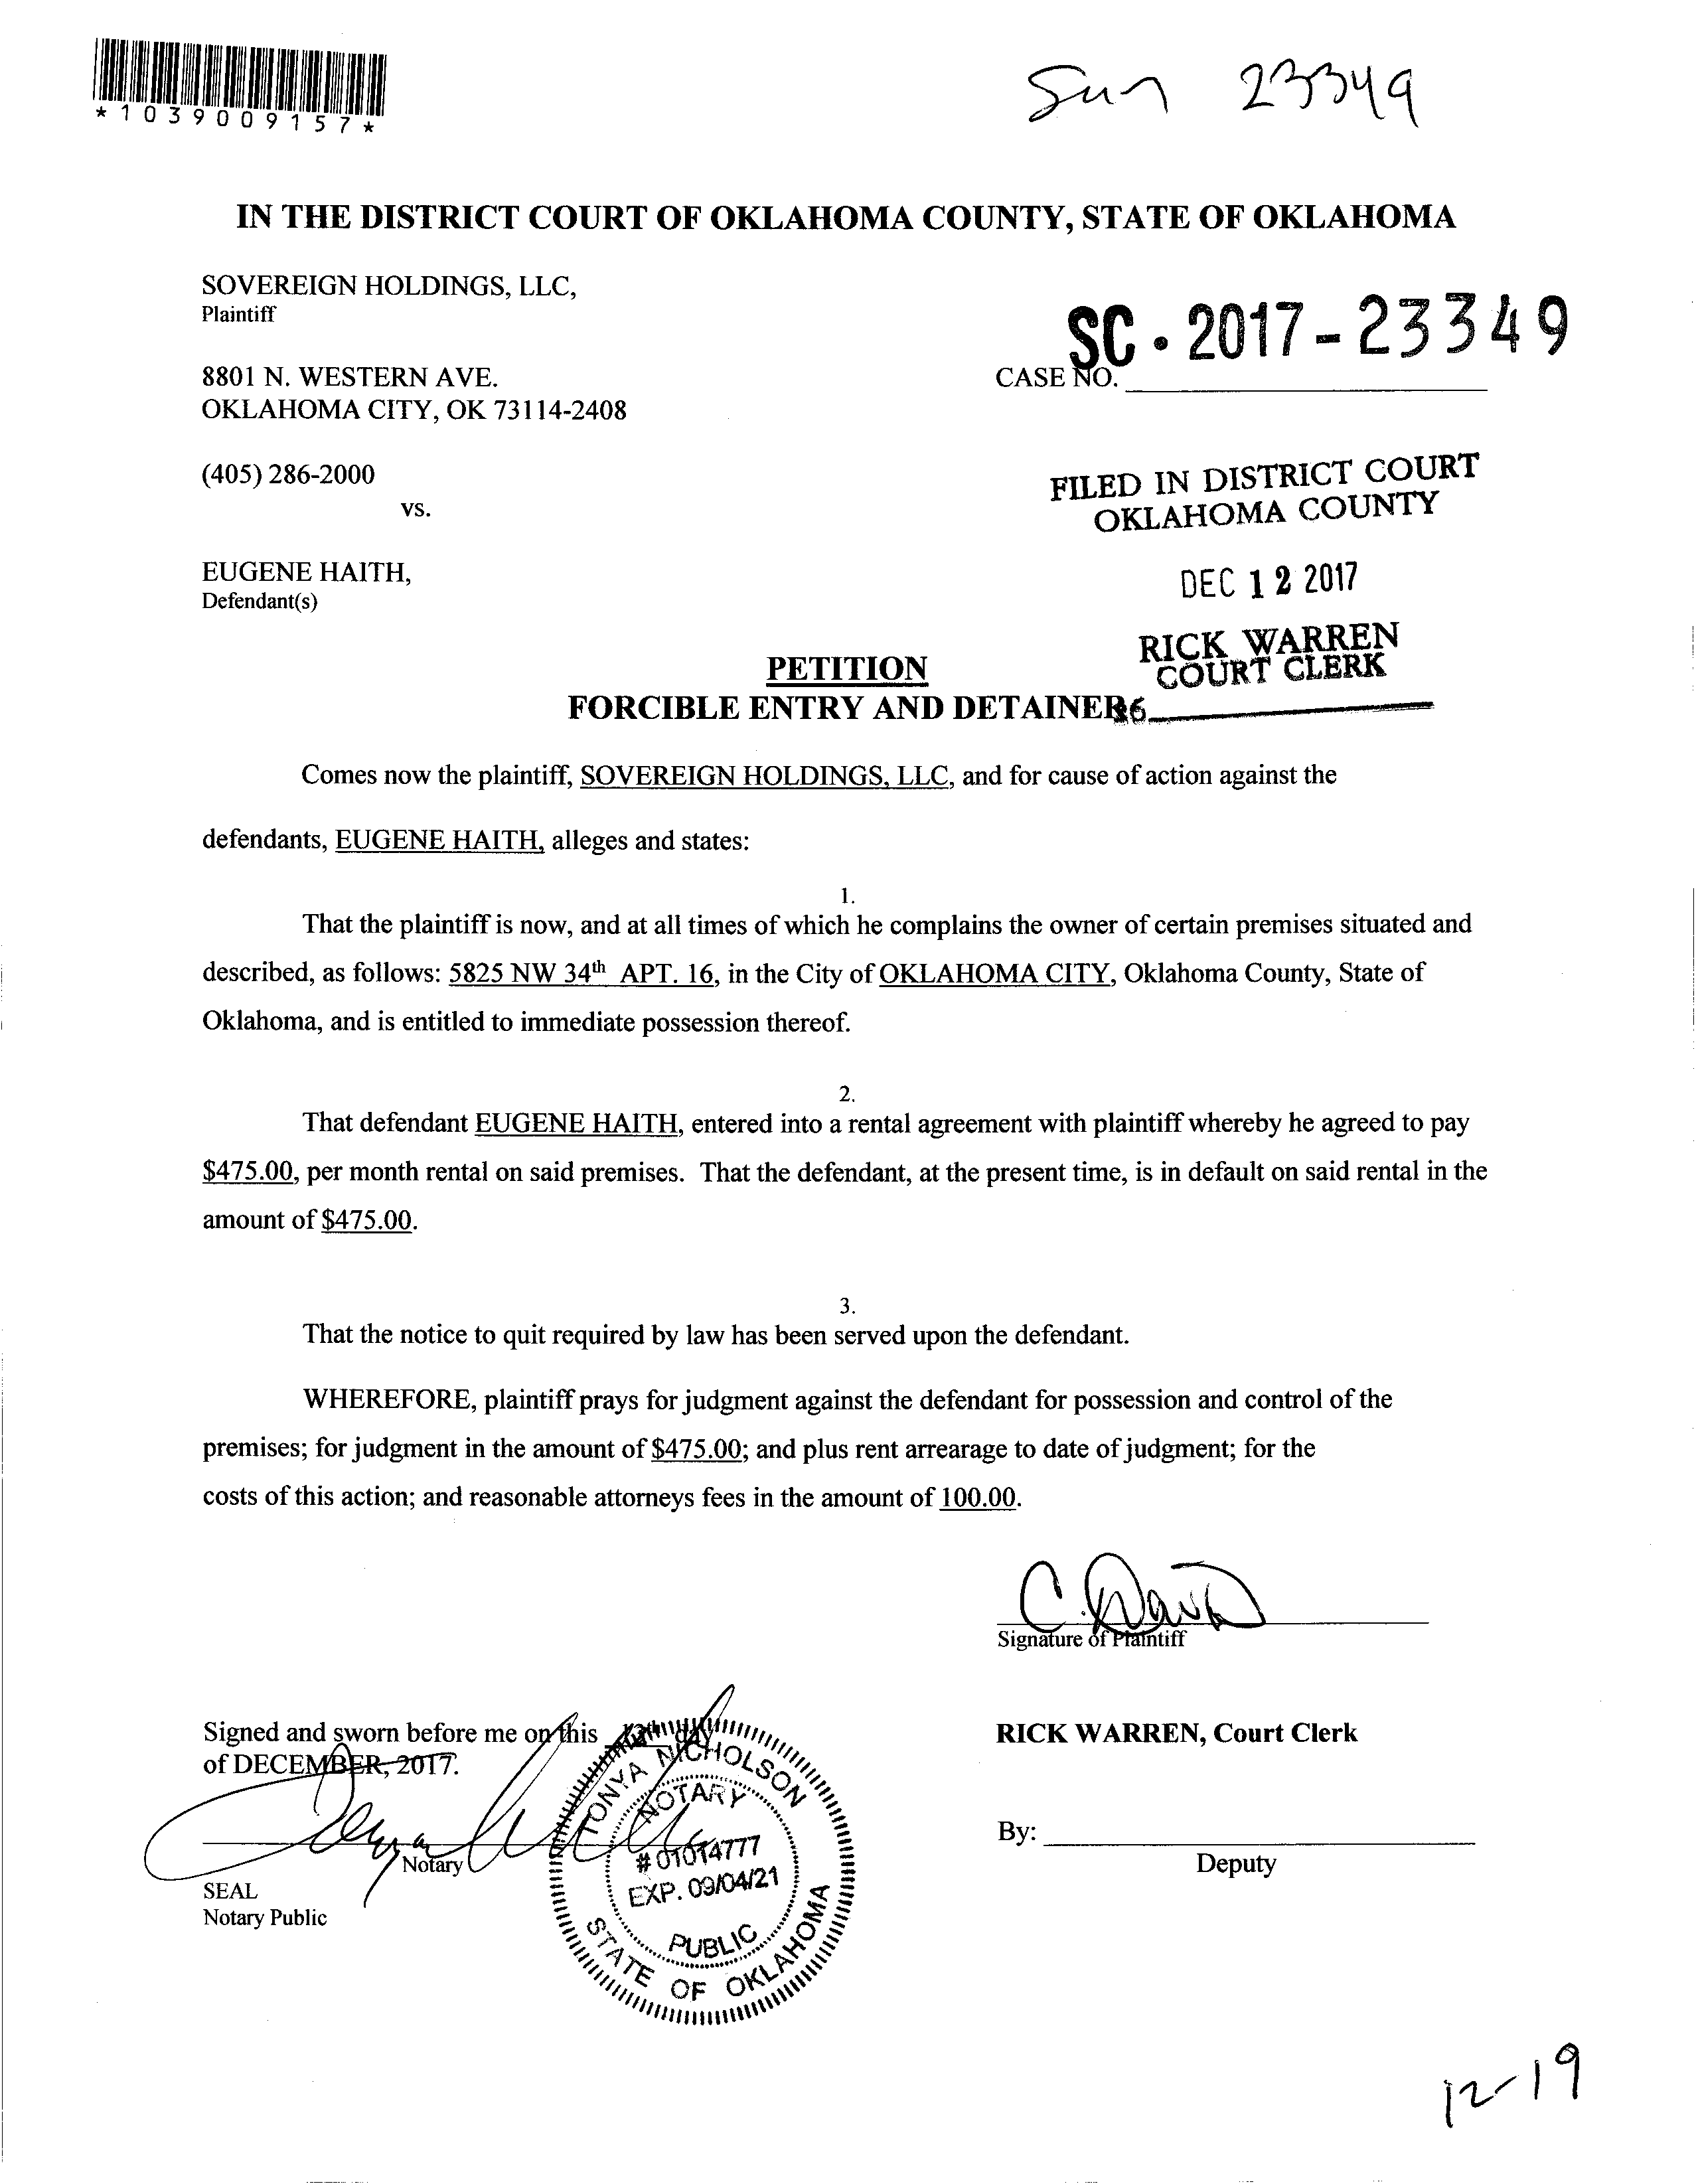 *1039009157*
Sun 23349
IN THE DISTRICT COURT OF OKLAHOMA COUNTY, STATE OF OKLAHOMA
SOVEREIGN HOLDINGS, LLC,
Plaintiff
SC • 2017 - 23349
8801 N. WESTERN AVE.
CASE NO.
OKLAHOMA CITY, OK 73114-2408
(405) 286-2000
FILED IN DISTRICT COURT
OKLAHOMA COUNTY
vs.
EUGENE HAITH,
Defendant(s)
DEC 12 2017
RICK WARREN
COURT CLERK
PETITION
FORCIBLE ENTRY AND DETAINER
Comes now the plaintiff, SOVEREIGN HOLDINGS, LLC, and for cause of action against the
defendants, EUGENE HAITH, alleges and states:
1.
That the plaintiff is now, and at all times of which he complains the owner of certain premises situated and
described, as follows: 5825 NW 34th APT. 16, in the City of OKLAHOMA CITY, Oklahoma County, State of
Oklahoma, and is entitled to immediate possession thereof.
2.
That defendant EUGENE HAITH, entered into a rental agreement with plaintiff whereby he agreed to pay
$475.00, per month rental on said premises. That the defendant, at the present time, is in default on said rental in the
amount of $475.00.
3.
That the notice to quit required by law has been served upon the defendant.
WHEREFORE, plaintiff prays for judgment against the defendant for possession and control of the
premises; for judgment in the amount of $475.00; and plus rent arrearage to date of judgment; for the
costs of this action; and reasonable attorneys fees in the amount of 100.00.
Signature of Plaintiff
Signed and sworn before me on this 12th day
of DECEMBER, 2017.
RICK WARREN, Court Clerk
TONYA NICHOLSON
NOTARY
# 01014777
EXP. 09/04/21
PUBLIC
STATE OF OKLAHOMA
Notary
SEAL
Notary Public
By:
Deputy
12-19